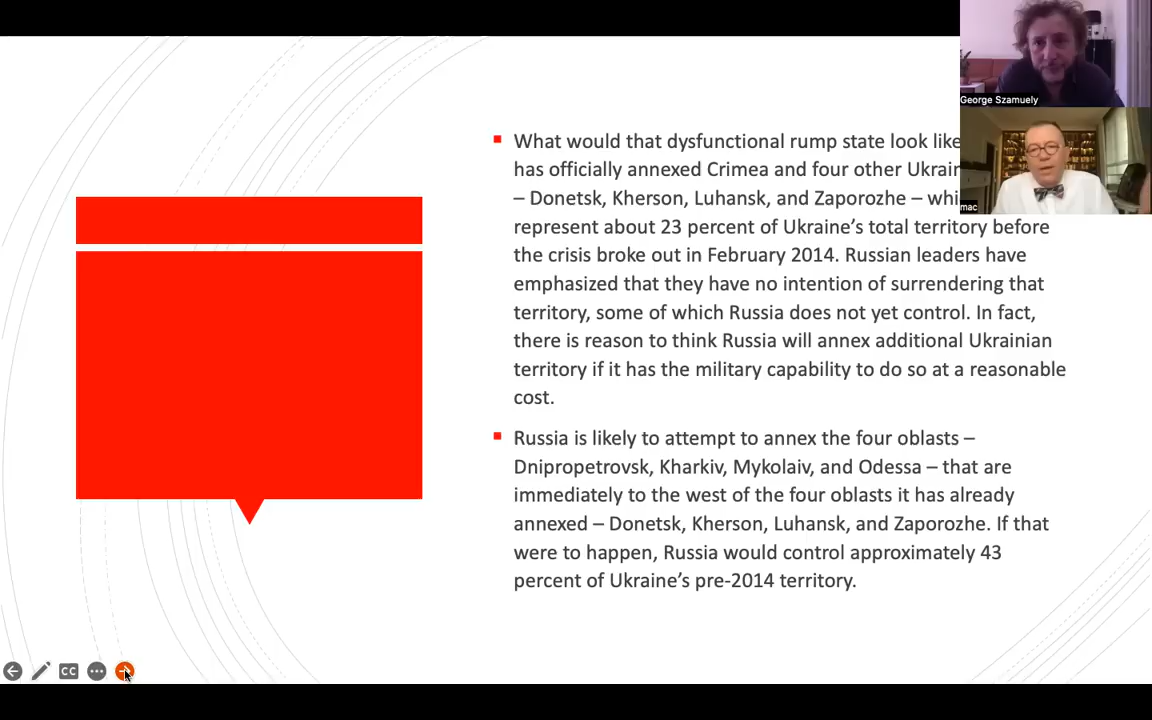 George Szamuely
mac
What would that dysfunctional rump state look like
has officially annexed Crimea and four other
– Donetsk, Kherson, Luhansk, and Zaporozhe –
represent about 23 percent of Ukraine’s total territory before
the crisis broke out in February 2014. Russian leaders have
emphasized that they have no intention of surrendering that
territory, some of which Russia does not yet control. In fact,
there is reason to think Russia will annex additional Ukrainian
territory if it has the military capability to do so at a reasonable
cost.
Russia is likely to attempt to annex the four oblasts –
Dnipropetrovsk, Kharkiv, Mykolaiv, and Odessa – that are
immediately to the west of the four oblasts it has already
annexed – Donetsk, Kherson, Luhansk, and Zaporozhe. If that
were to happen, Russia would control approximately 43
percent of Ukraine’s pre-2014 territory.
CC